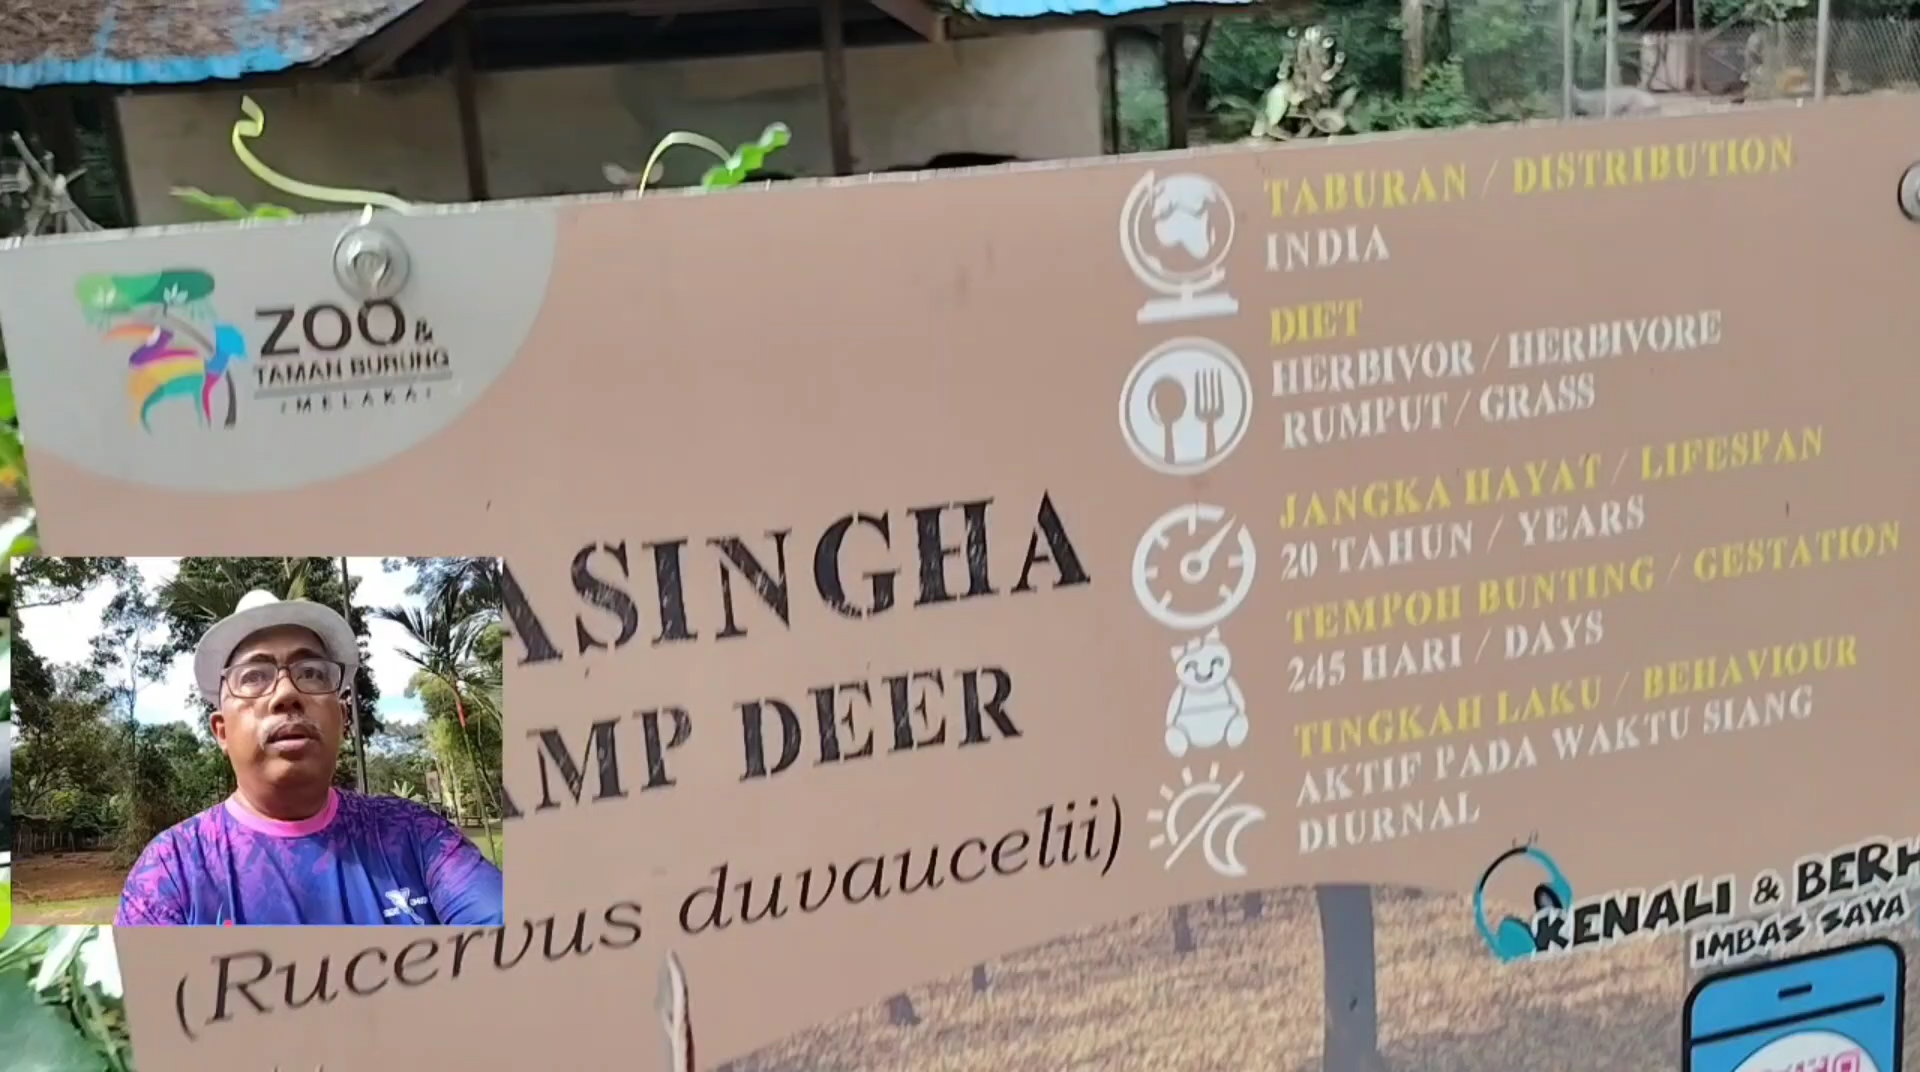 ZOO &
TAMAN BURUNG
MELAKA
ASINGHA
AMP DEER
(Rucervus duvaucelii)
TABURAN / DISTRIBUTION
INDIA
DIET
HERBIVOR / HERBIVORE
RUMPUT / GRASS
JANGKA HAYAT / LIFESPAN
20 TAHUN / YEARS
TEMPOH BUNTING / GESTATION
245 HARI / DAYS
TINGKAH LAKU / BEHAVIOUR
AKTIF PADA WAKTU SIANG
DIURNAL
KENALI & BERH
IMBAS SAYA